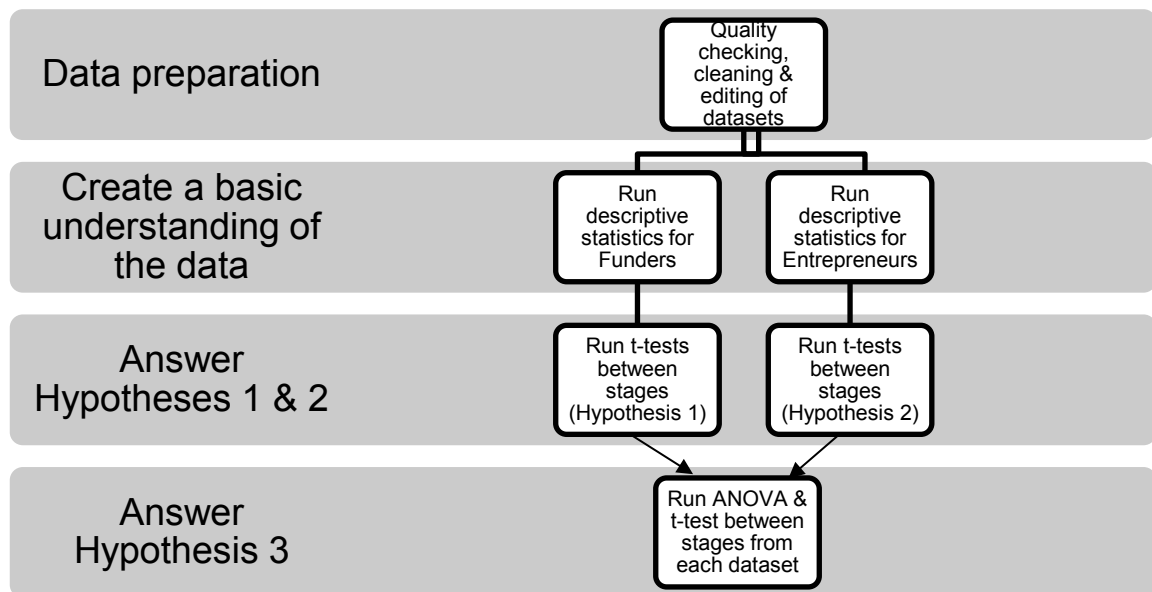 Data preparation
Quality
checking,
cleaning &
editing of
datasets
Create a basic
understanding of
the data
Run
descriptive
statistics for
Funders
Run
descriptive
statistics for
Entrepreneurs
Answer
Hypotheses 1 & 2
Run t-tests
between
stages
(Hypothesis 1)
Run t-tests
between
stages
(Hypothesis 2)
Answer
Hypothesis 3
Run ANOVA &
t-test between
stages from
each dataset